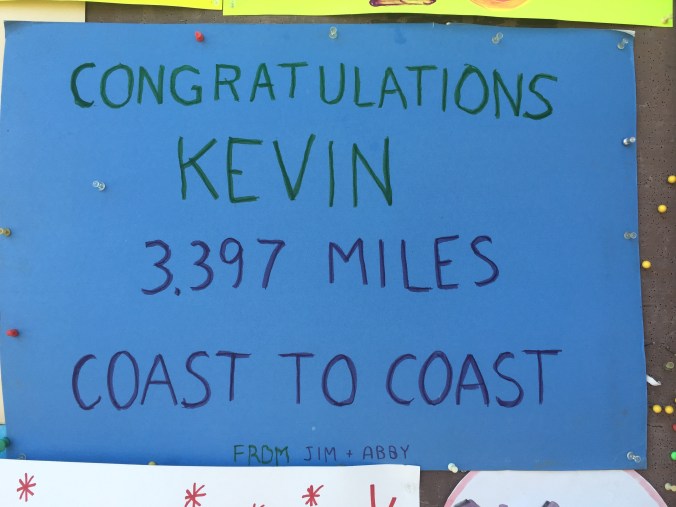 CONGRATULATIONS
KEVIN
3,397 MILES
COAST TO COAST
FROM JIM + ABBY